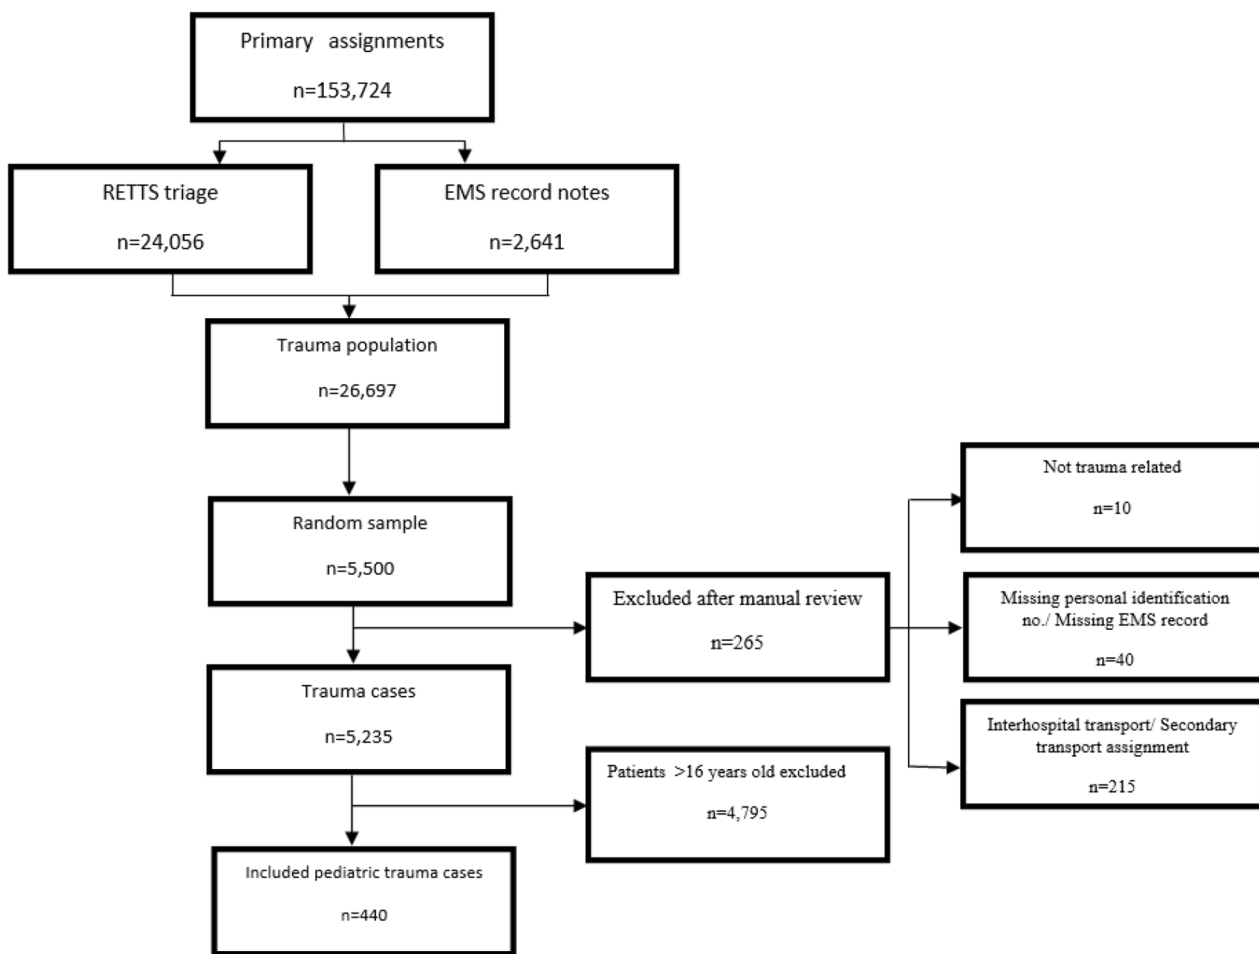 Primary assignments
n=153,724
RETTS triage
n=24,056
EMS record notes
n=2,641
Trauma population
n=26,697
Random sample
n=5,500
Excluded after manual review
n=265
Not trauma related
n=10
Missing personal identification
no./ Missing EMS record
n=40
Interhospital transport/ Secondary
transport assignment
n=215
Trauma cases
n=5,235
Patients >16 years old excluded
n=4,795
Included pediatric trauma cases
n=440